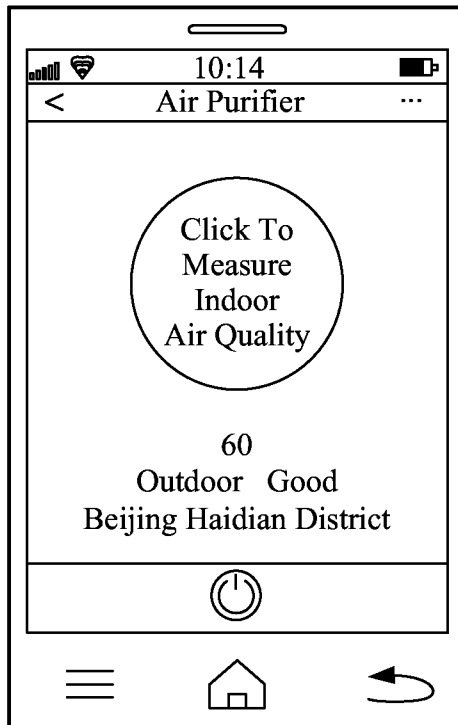 10:14
< Air Purifier ...
Click To
Measure
Indoor
Air Quality
60
Outdoor Good
Beijing Haidian District